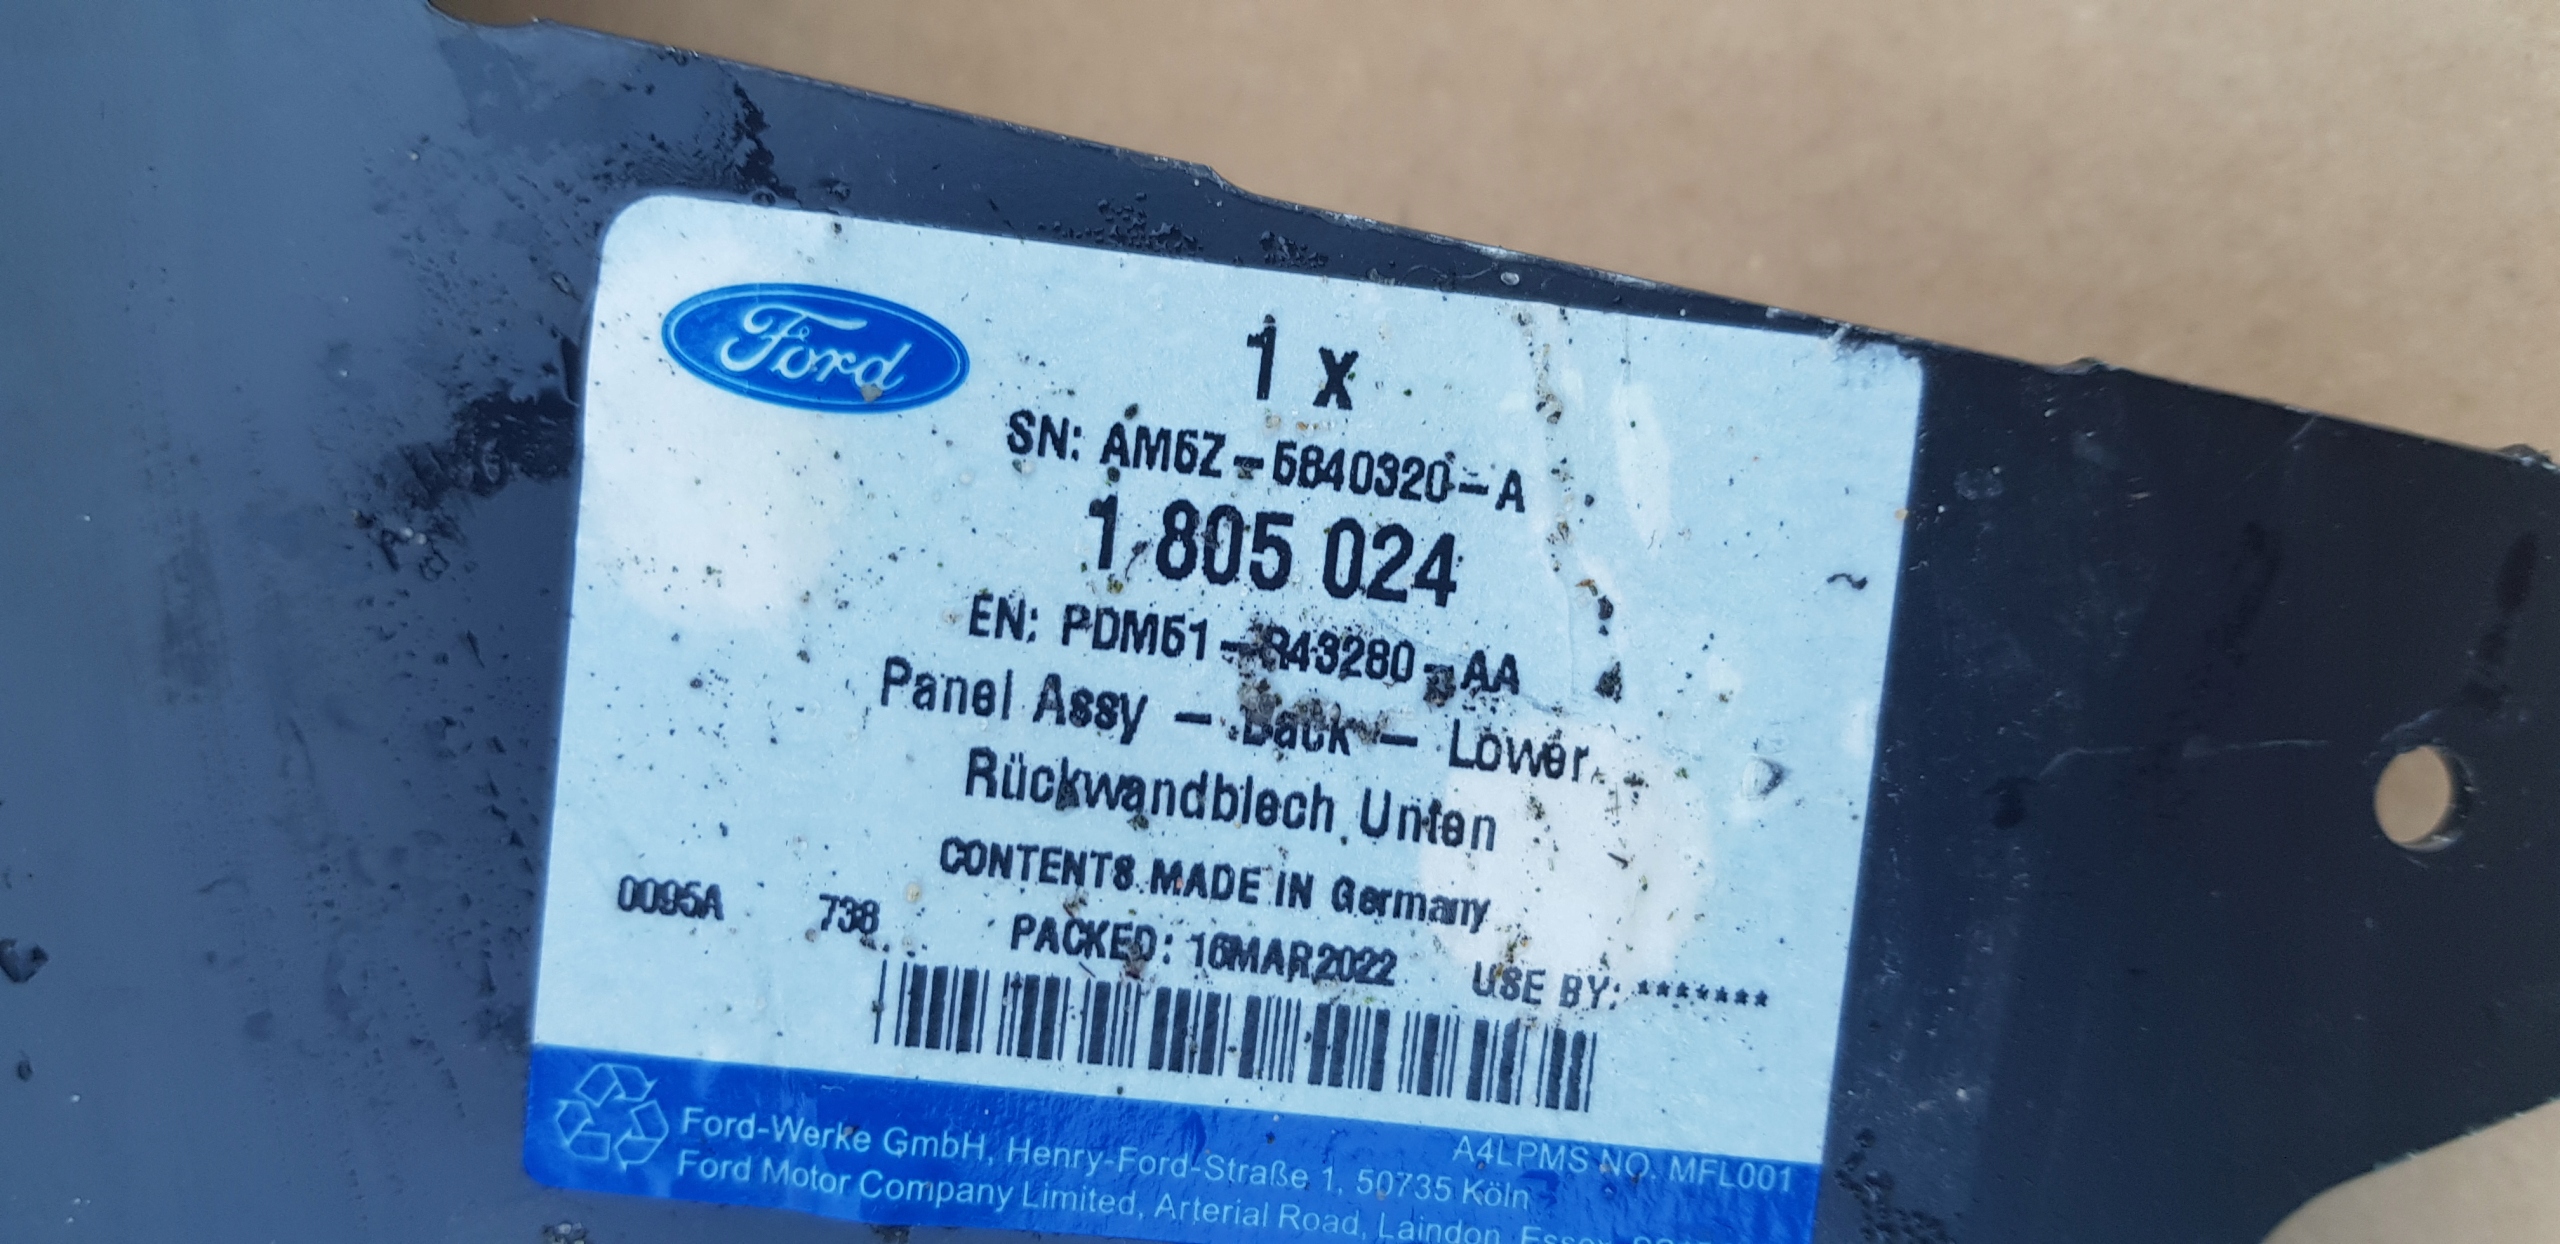 Ford
1 x
SN: AM5Z-5840320-A
1 805 024
EN: PDM51-R43280-AA
Panel Assy - Back - Lower
Rückwandblech Unten
CONTENTS MADE IN Germany
0095A 738 PACKED: 16MAR2022 USE BY: *******
A4LPMS NO. MFL001
Ford-Werke GmbH, Henry-Ford-Straße 1, 50735 Köln
Ford Motor Company Limited, Arterial Road, Laindon, Essex